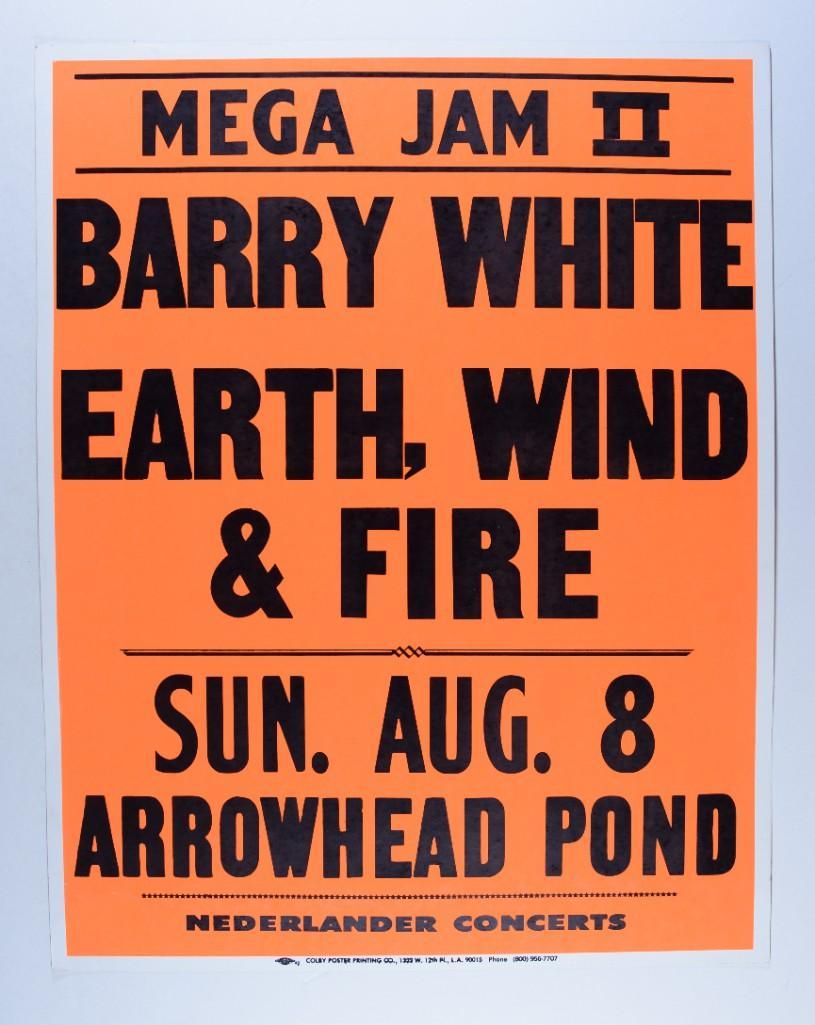 MEGA JAM II
BARRY WHITE
EARTH, WIND
& FIRE
SUN. AUG. 8
ARROWHEAD POND
NEDERLANDER CONCERTS
COLBY POSTER PRINTING CO., 1332 W. 12th Pl., L.A. 90015 Phone (800) 956-7707